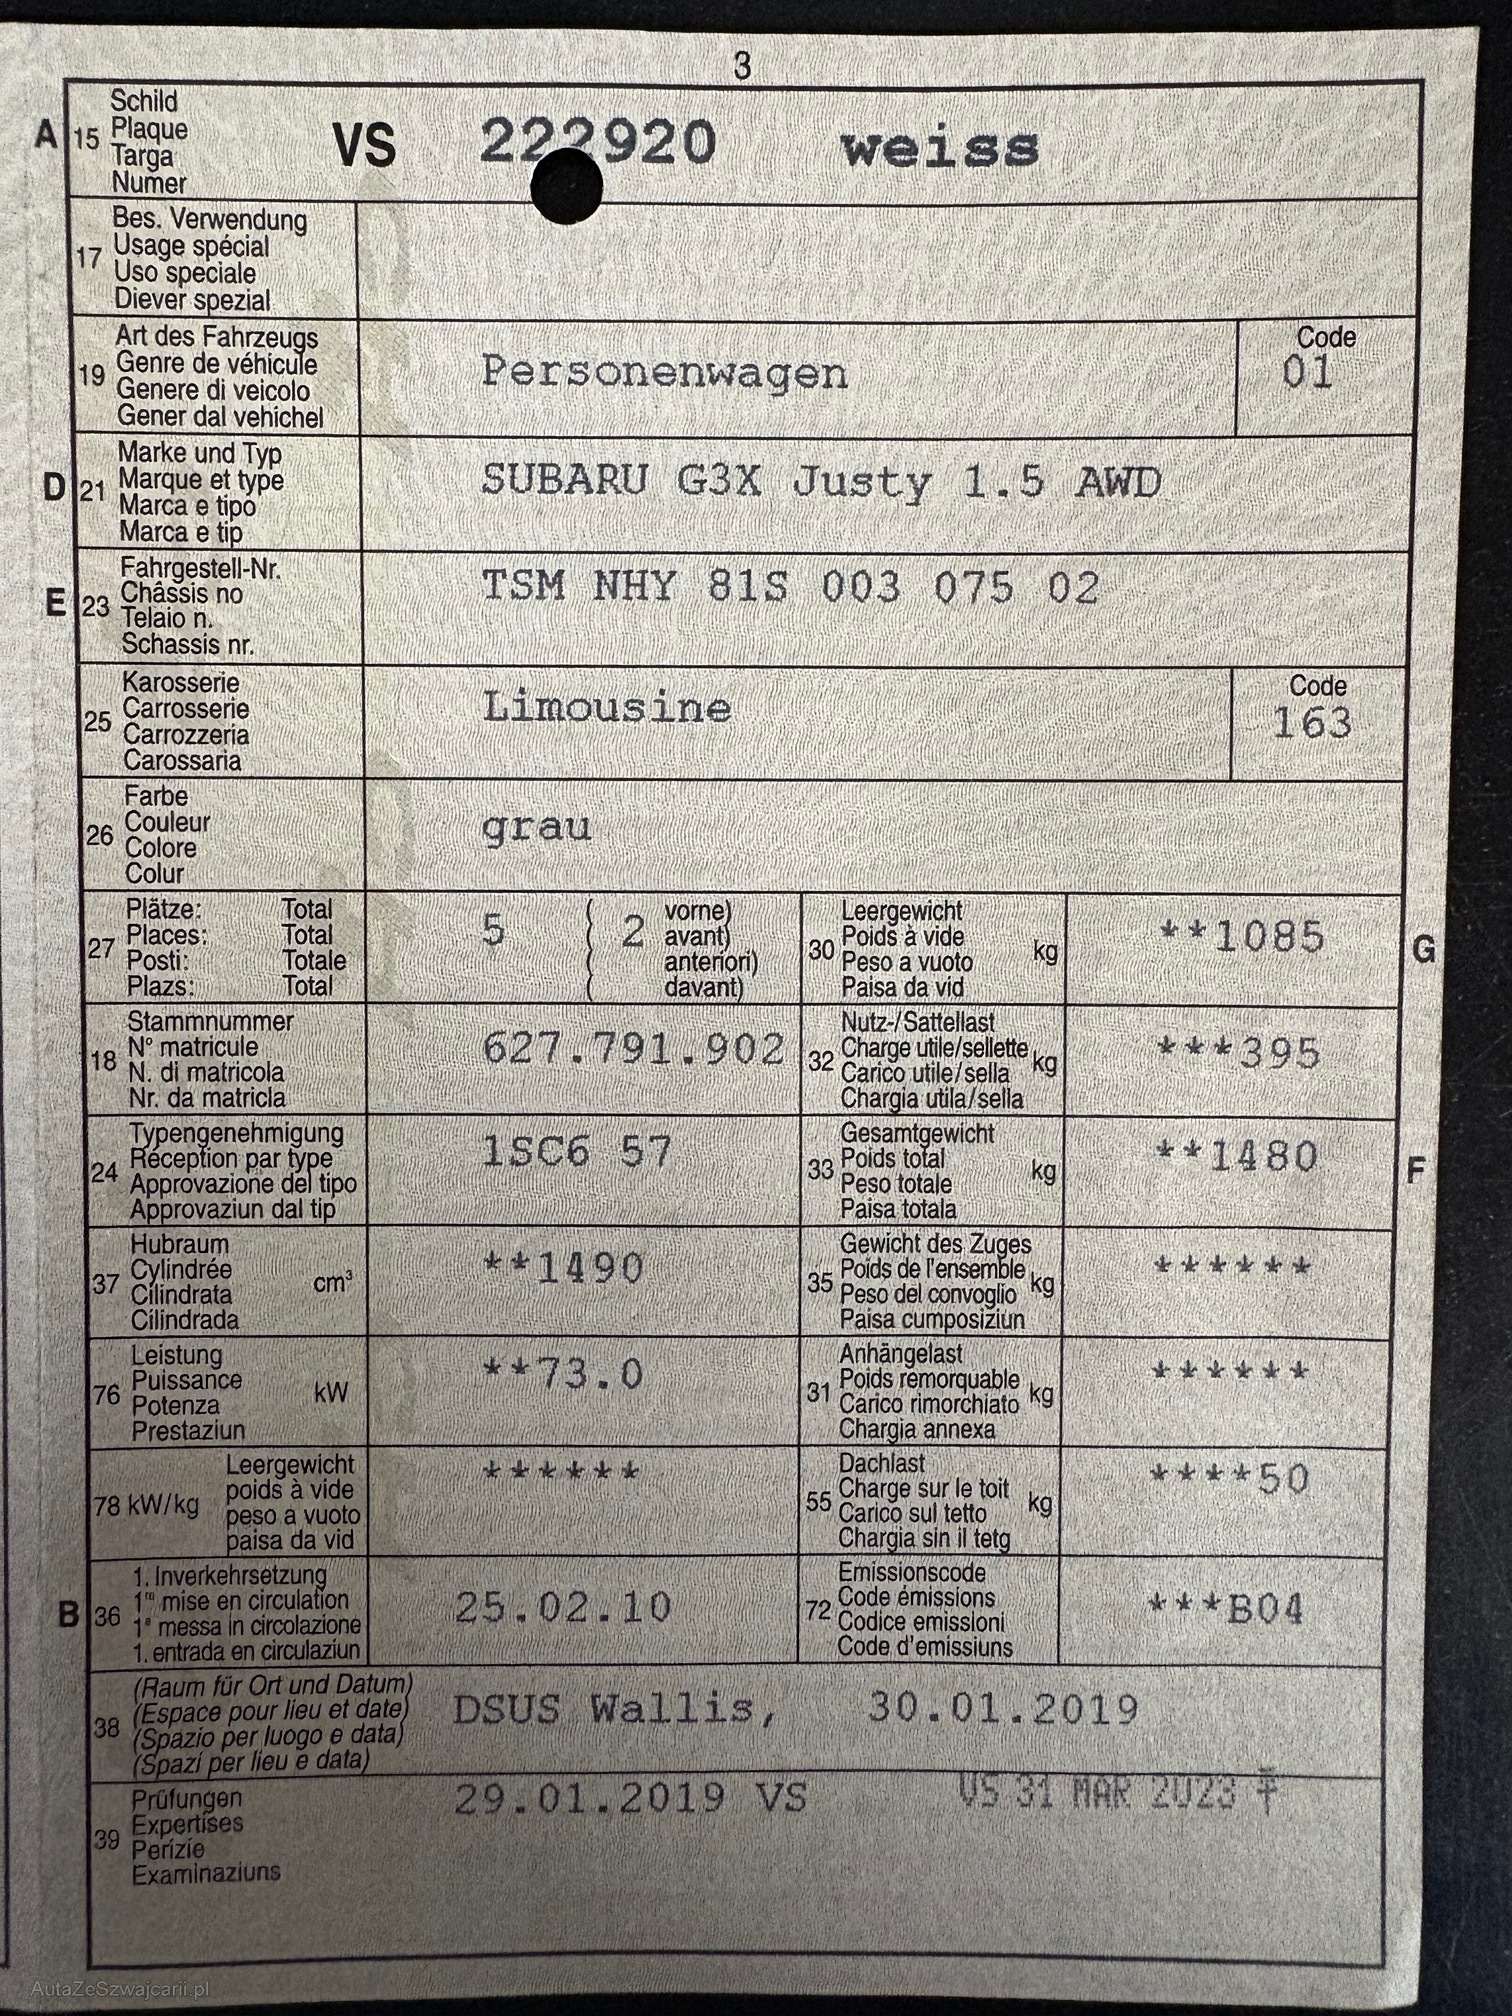 3
A 15 Schild
Plaque
Targa
Numer
VS 222920 weiss
17 Bes. Verwendung
Usage spécial
Uso speciale
Diever spezial
19 Art des Fahrzeugs
Genre de véhicule
Genere di veicolo
Gener dal vehichel
Personenwagen
Code
01
D 21 Marke und Typ
Marque et type
Marca e tipo
Marca e tip
SUBARU G3X Justy 1.5 AWD
E 23 Fahrgestell-Nr.
Châssis no
Telaio n.
Schassis nr.
TSM NHY 81S 003 075 02
25 Karosserie
Carrosserie
Carrozzeria
Carossaria
Limousine
Code
163
26 Farbe
Couleur
Colore
Colur
grau
27 Plätze: Total
Places: Total
Posti: Totale
Plazs: Total
5 ( 2 vorne)
( avant)
( anteriori)
( davant)
30 Leergewicht
Poids à vide
Peso a vuoto
Paisa da vid
kg
**1085
G
18 Stammnummer
N° matricule
N. di matricola
Nr. da matricla
627.791.902
32 Nutz-/Sattellast
Charge utile/sellette
Carico utile/sella
Chargia utila/sella
kg
***395
24 Typengenehmigung
Réception par type
Approvazione del tipo
Approvaziun dal tip
1SC6 57
33 Gesamtgewicht
Poids total
Peso totale
Paisa totala
kg
**1480
F
37 Hubraum
Cylindrée
Cilindrata
Cilindrada
cm³
**1490
35 Gewicht des Zuges
Poids de l'ensemble
Peso del convoglio
Paisa cumposiziun
kg
******
76 Leistung
Puissance
Potenza
Prestaziun
kW
**73.0
31 Anhängelast
Poids remorquable
Carico rimorchiato
Chargia annexa
kg
******
78 kW/kg Leergewicht
poids à vide
peso a vuoto
paisa da vid
******
55 Dachlast
Charge sur le toit
Carico sul tetto
Chargia sin il tetg
kg
****50
B 36 1. Inverkehrsetzung
1re mise en circulation
1a messa in circolazione
1. entrada en circulaziun
25.02.10
72 Emissionscode
Code émissions
Codice emissioni
Code d'emissiuns
***B04
38 (Raum für Ort und Datum)
(Espace pour lieu et date)
(Spazio per luogo e data)
(Spazi per lieu e data)
DSUS Wallis, 30.01.2019
39 Prüfungen
Expertises
Perizie
Examinaziuns
29.01.2019 VS
VS 31 MAR 2023
AutaZeSzwajcarii.pl